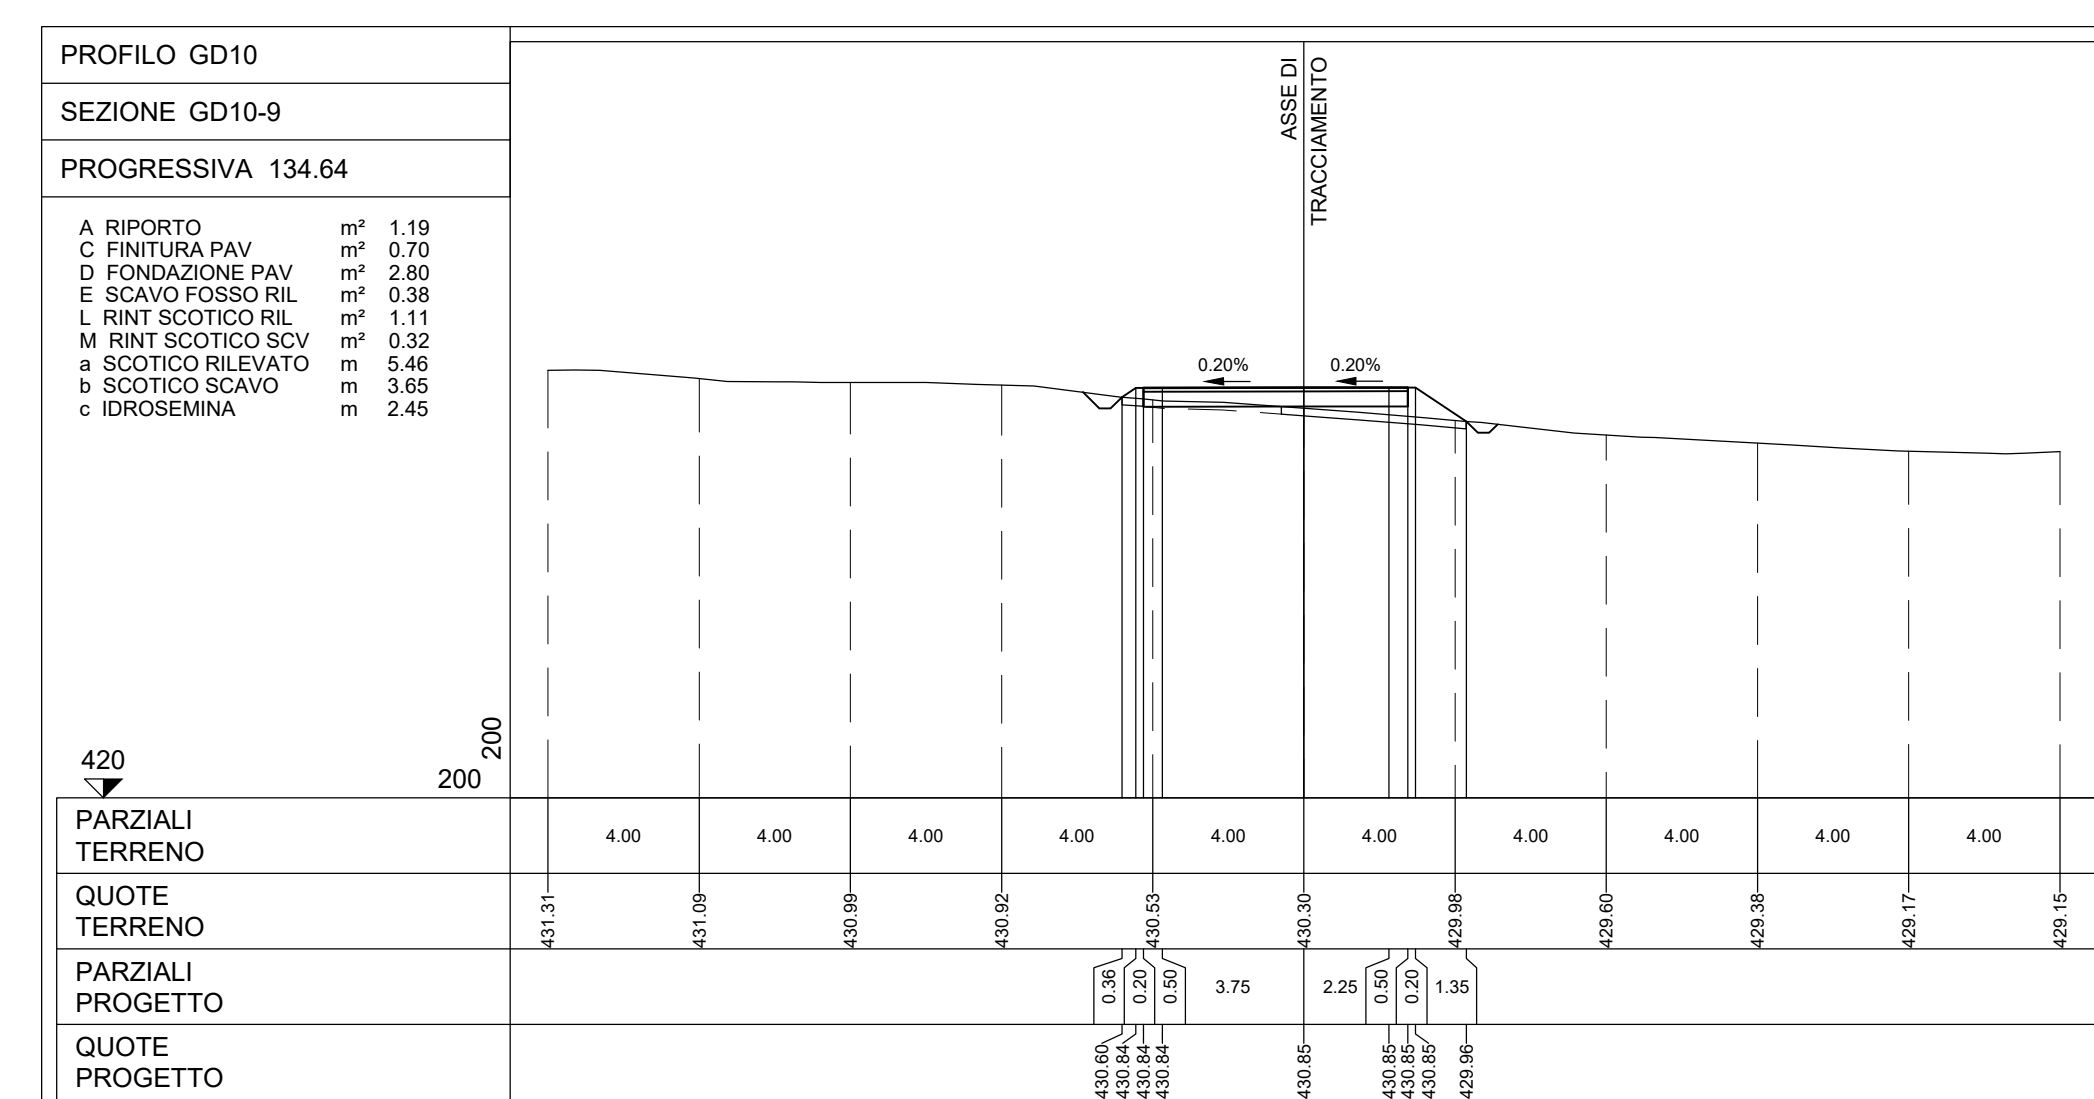 PROFILO GD10
SEZIONE GD10-9
PROGRESSIVA 134.64
A RIPORTO m² 1.19
C FINITURA PAV m² 0.70
D FONDAZIONE PAV m² 2.80
E SCAVO FOSSO RIL m² 0.38
L RINT SCOTICO RIL m² 1.11
M RINT SCOTICO SCV m² 0.32
a SCOTICO RILEVATO m 5.46
b SCOTICO SCAVO m 3.65
c IDROSEMINA m 2.45
ASSE DI
TRACCIAMENTO
0.20% 0.20%
420
200
200
PARZIALI
TERRENO
4.00 4.00 4.00 4.00 4.00 4.00 4.00 4.00 4.00 4.00
QUOTE
TERRENO
431.31 431.09 430.99 430.92 430.53 430.30 429.98 429.60 429.38 429.17 429.15
PARZIALI
PROGETTO
0.36 0.20 0.50 3.75 2.25 0.50 0.20 1.35
QUOTE
PROGETTO
430.60 430.84 430.84 430.84 430.85 430.85 430.85 430.85 429.96